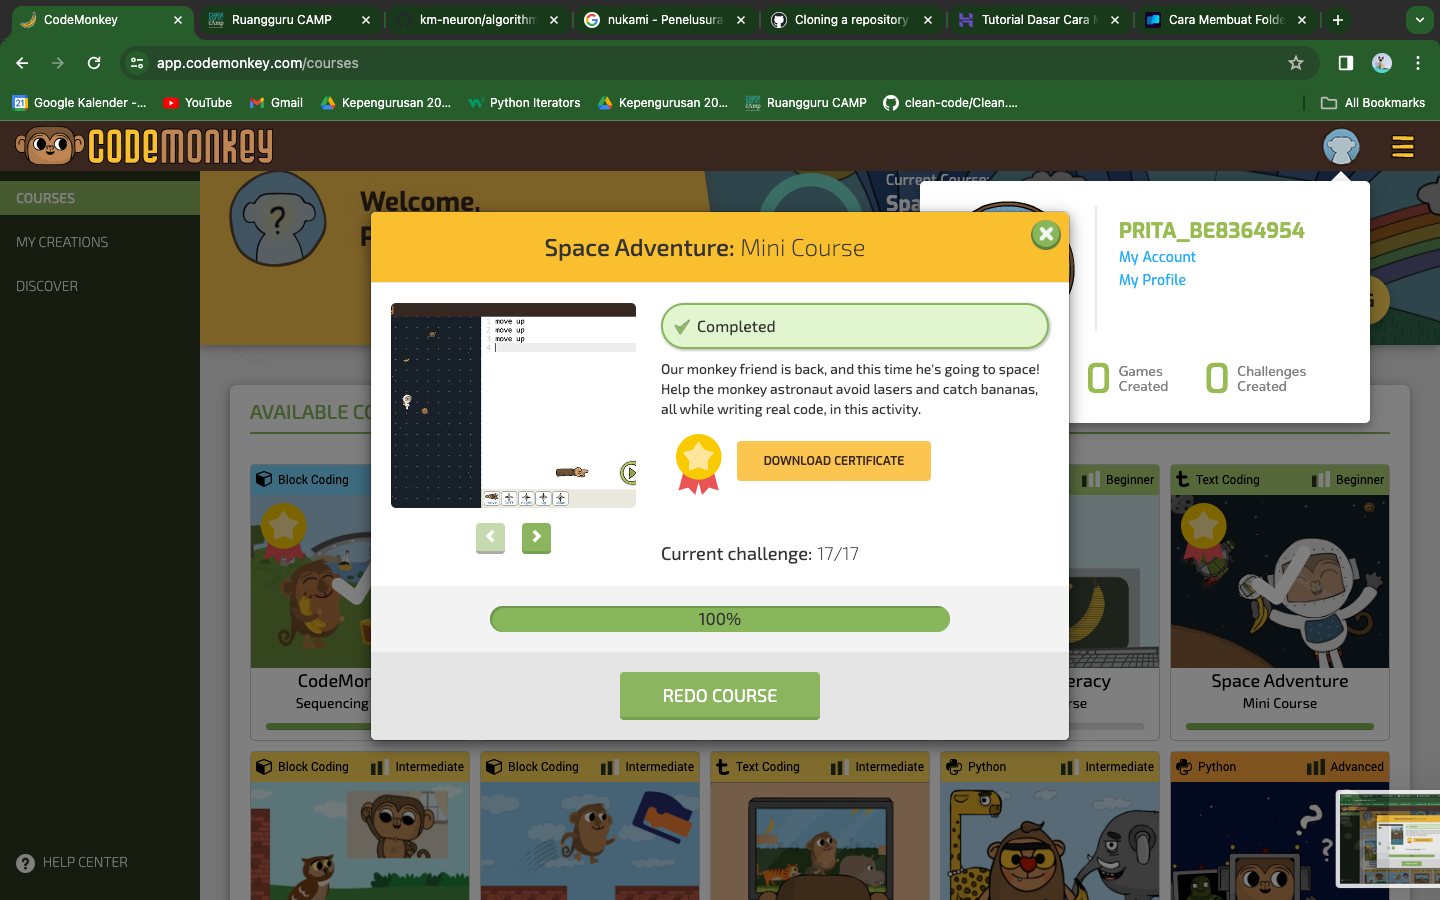 CodeMonkey
Ruangguru CAMP
km-neuron/algorithm
nukami - Penelusura
Cloning a repository
Tutorial Dasar Cara M
Cara Membuat Folde
app.codemonkey.com/courses
Google Kalender -...
YouTube
Gmail
Kepengurusan 20...
Python Iterators
Kepengurusan 20...
Ruangguru CAMP
clean-code/Clean....
All Bookmarks
CODEMONKEY
COURSES
MY CREATIONS
DISCOVER
HELP CENTER
Welcome,
Current Course:
Spa
PRITA_BE8364954
My Account
My Profile
0 Games Created
0 Challenges Created
Space Adventure: Mini Course
move up
move up
move up
4
Completed
Our monkey friend is back, and this time he's going to space!
Help the monkey astronaut avoid lasers and catch bananas,
all while writing real code, in this activity.
DOWNLOAD CERTIFICATE
Current challenge: 17/17
100%
REDO COURSE
AVAILABLE CO
Block Coding
Beginner
Text Coding
Beginner
CodeMon
Sequencing
eracy
rse
Space Adventure
Mini Course
Block Coding
Intermediate
Block Coding
Intermediate
Text Coding
Intermediate
Python
Intermediate
Python
Advanced